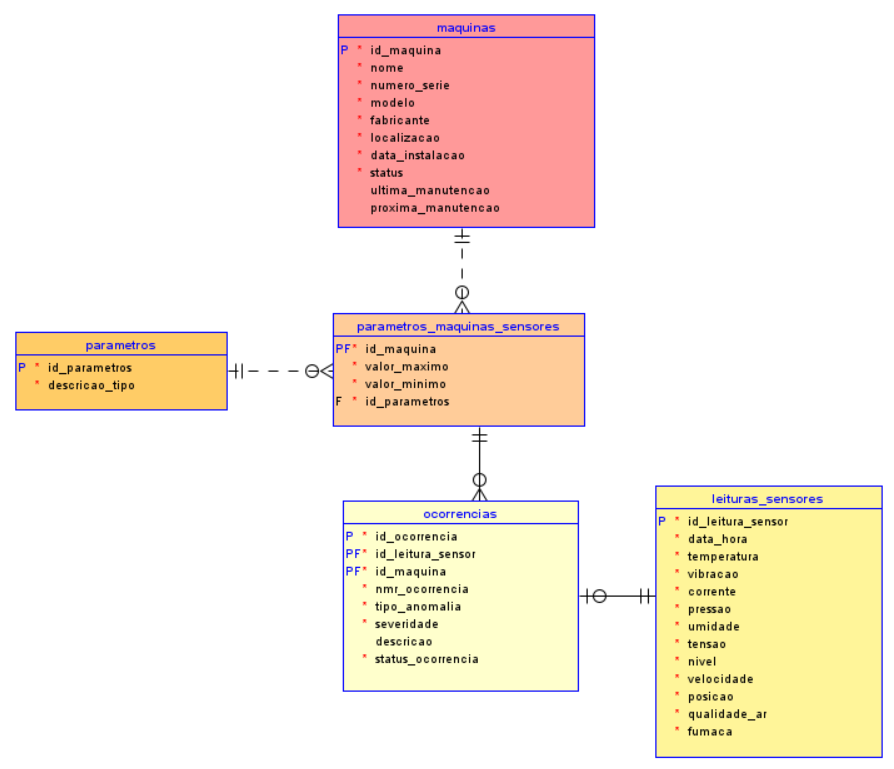 maquinas
P * id_maquina
* nome
* numero_serie
* modelo
* fabricante
* localizacao
* data_instalacao
* status
ultima_manutencao
proxima_manutencao
parametros
P * id_parametros
* descricao_tipo
parametros_maquinas_sensores
PF* id_maquina
* valor_maximo
* valor_minimo
F * id_parametros
ocorrencias
P * id_ocorrencia
PF* id_leitura_sensor
PF* id_maquina
* nmr_ocorrencia
* tipo_anomalia
* severidade
descricao
* status_ocorrencia
leituras_sensores
P * id_leitura_sensor
* data_hora
* temperatura
* vibracao
* corrente
* pressao
* umidade
* tensao
* nivel
* velocidade
* posicao
* qualidade_ar
* fumaca